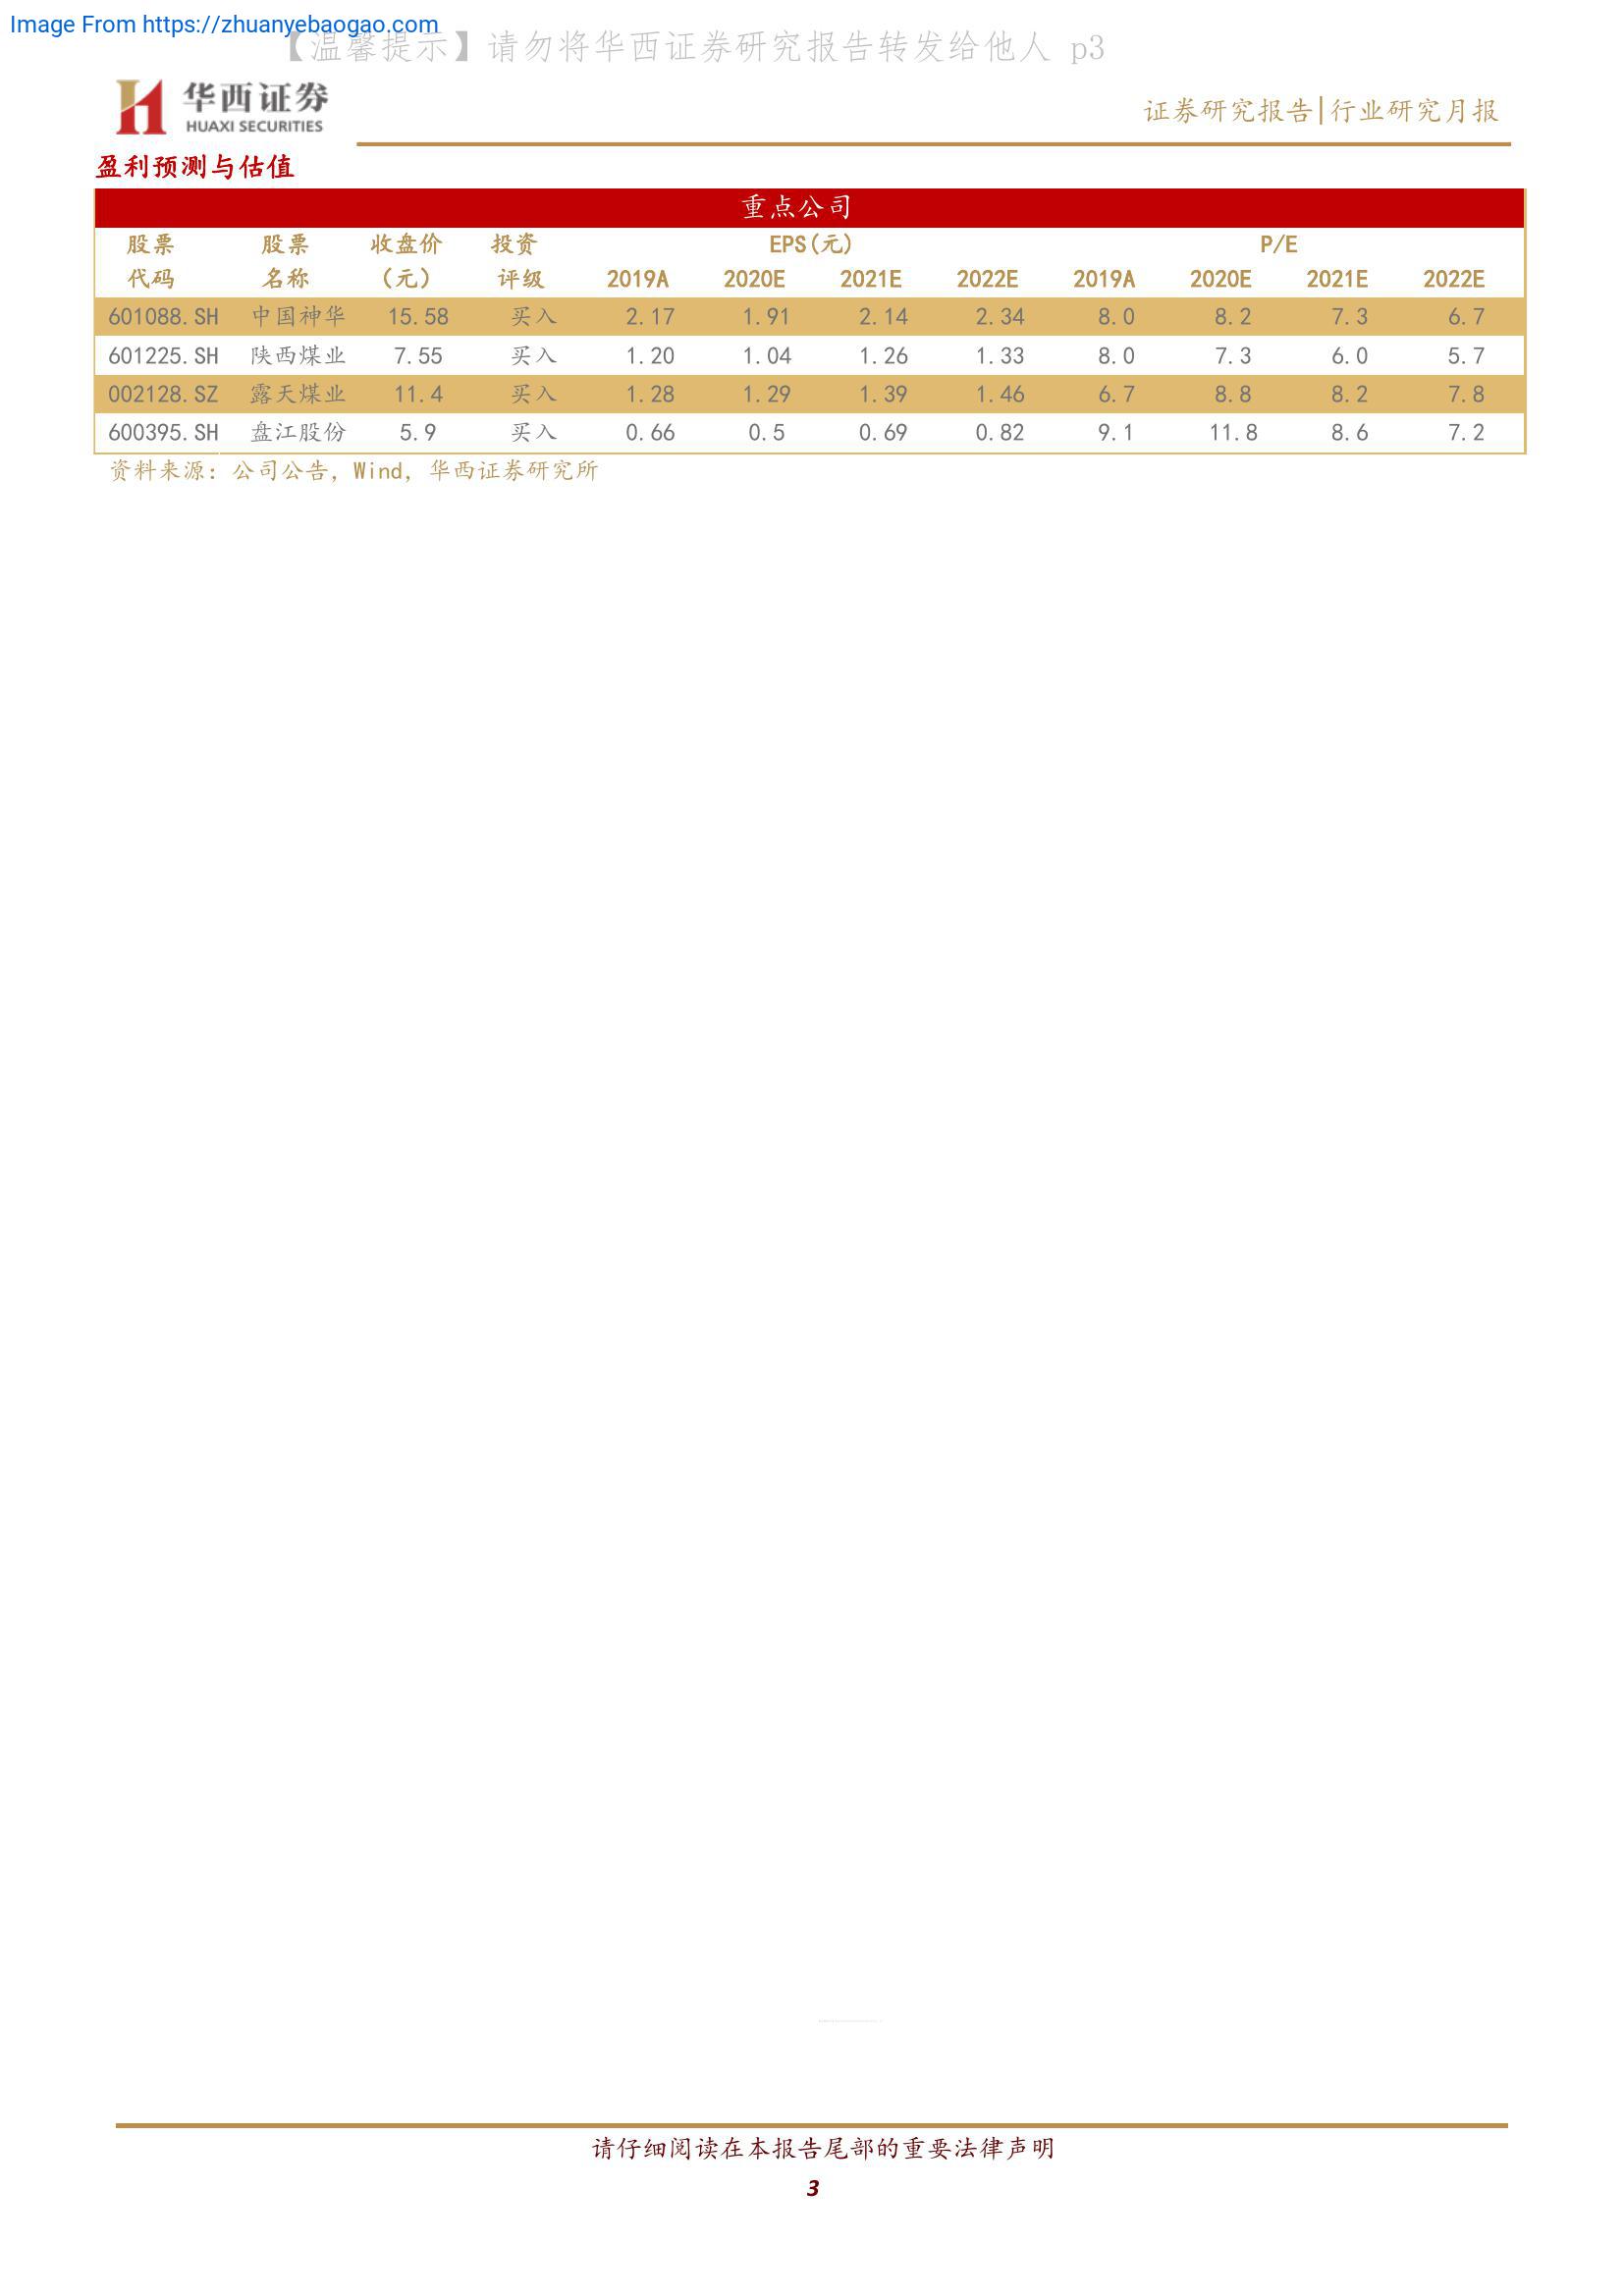 Image From https://zhuanyebaogao.com
【温馨提示】请勿将华西证券研究报告转发给他人 p3
华西证券
HUAXI SECURITIES
证券研究报告|行业研究月报
盈利预测与估值
重点公司
股票 股票 收盘价 投资 EPS(元) P/E
代码 名称 (元) 评级 2019A 2020E 2021E 2022E 2019A 2020E 2021E 2022E
601088.SH 中国神华 15.58 买入 2.17 1.91 2.14 2.34 8.0 8.2 7.3 6.7
601225.SH 陕西煤业 7.55 买入 1.20 1.04 1.26 1.33 8.0 7.3 6.0 5.7
002128.SZ 露天煤业 11.4 买入 1.28 1.29 1.39 1.46 6.7 8.8 8.2 7.8
600395.SH 盘江股份 5.9 买入 0.66 0.5 0.69 0.82 9.1 11.8 8.6 7.2
资料来源：公司公告，Wind，华西证券研究所
请仔细阅读在本报告尾部的重要法律声明
3